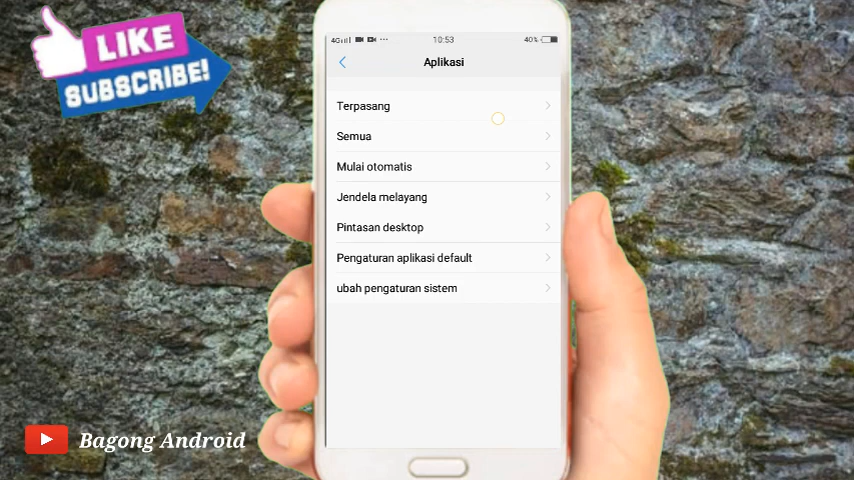 LIKE
SUBSCRIBE!
4G 10:53 40%
Aplikasi
Terpasang
Semua
Mulai otomatis
Jendela melayang
Pintasan desktop
Pengaturan aplikasi default
ubah pengaturan sistem
Bagong Android